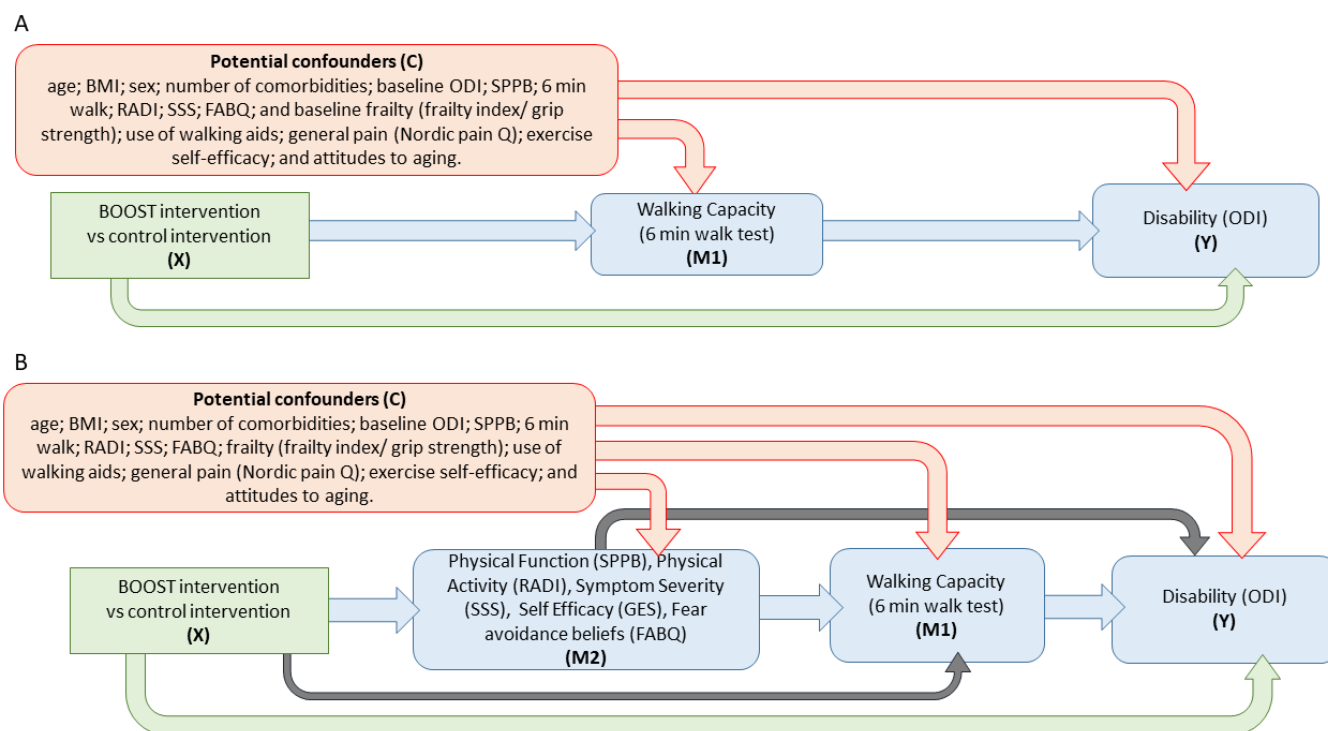 A
Potential confounders (C)
age; BMI; sex; number of comorbidities; baseline ODI; SPPB; 6 min
walk; RADI; SSS; FABQ; and baseline frailty (frailty index/ grip
strength); use of walking aids; general pain (Nordic pain Q); exercise
self-efficacy; and attitudes to aging.
BOOST intervention
vs control intervention
(X)
Walking Capacity
(6 min walk test)
(M1)
Disability (ODI)
(Y)
B
Potential confounders (C)
age; BMI; sex; number of comorbidities; baseline ODI; SPPB; 6 min
walk; RADI; SSS; FABQ; frailty (frailty index/ grip strength); use of
walking aids; general pain (Nordic pain Q); exercise self-efficacy; and
attitudes to aging.
BOOST intervention
vs control intervention
(X)
Physical Function (SPPB), Physical
Activity (RADI), Symptom Severity
(SSS), Self Efficacy (GES), Fear
avoidance beliefs (FABQ)
(M2)
Walking Capacity
(6 min walk test)
(M1)
Disability (ODI)
(Y)